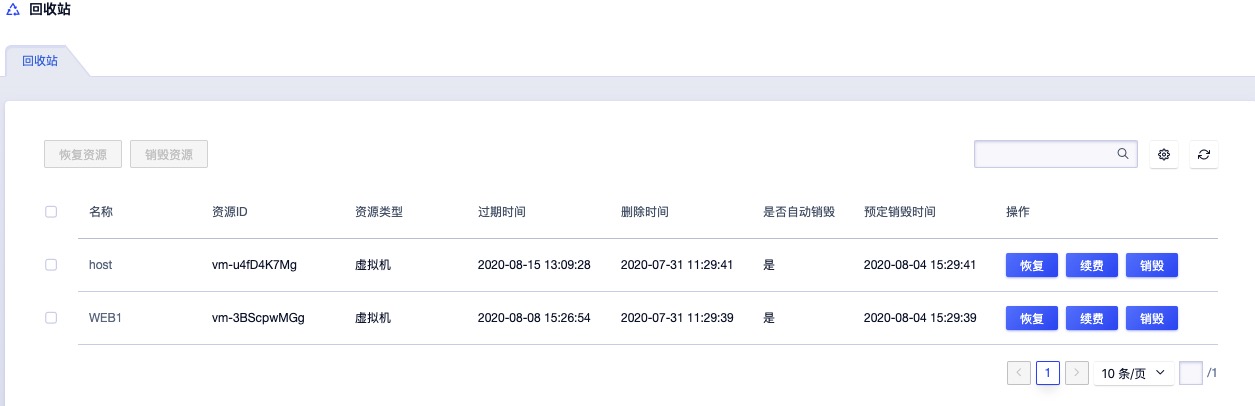 回收站
回收站
恢复资源 销毁资源
名称 资源ID 资源类型 过期时间 删除时间 是否自动销毁 预定销毁时间 操作
host vm-u4fD4K7Mg 虚拟机 2020-08-15 13:09:28 2020-07-31 11:29:41 是 2020-08-04 15:29:41 恢复 续费 销毁
WEB1 vm-3BScpwMGg 虚拟机 2020-08-08 15:26:54 2020-07-31 11:29:39 是 2020-08-04 15:29:39 恢复 续费 销毁
1 10 条/页 /1